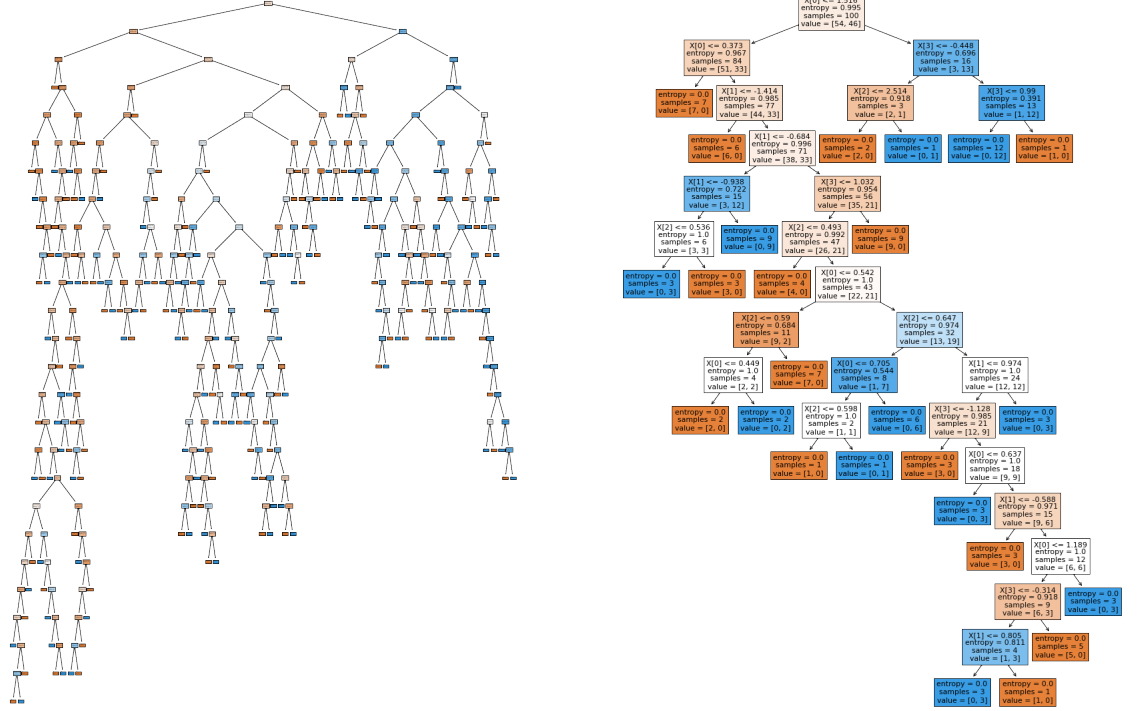 entropy = 0.995
samples = 100
value = [54, 46]
X[0] <= 0.373
entropy = 0.967
samples = 84
value = [51, 33]
X[3] <= -0.448
entropy = 0.696
samples = 16
value = [3, 13]
entropy = 0.0
samples = 7
value = [7, 0]
X[1] <= -1.414
entropy = 0.985
samples = 77
value = [44, 33]
X[2] <= 2.514
entropy = 0.918
samples = 3
value = [2, 1]
X[3] <= 0.99
entropy = 0.391
samples = 13
value = [1, 12]
entropy = 0.0
samples = 6
value = [6, 0]
X[1] <= -0.684
entropy = 0.996
samples = 71
value = [38, 33]
entropy = 0.0
samples = 2
value = [2, 0]
entropy = 0.0
samples = 1
value = [0, 1]
entropy = 0.0
samples = 12
value = [0, 12]
entropy = 0.0
samples = 1
value = [1, 0]
X[1] <= -0.938
entropy = 0.722
samples = 15
value = [3, 12]
X[3] <= 1.032
entropy = 0.954
samples = 56
value = [35, 21]
X[2] <= 0.536
entropy = 1.0
samples = 6
value = [3, 3]
entropy = 0.0
samples = 9
value = [0, 9]
X[2] <= 0.493
entropy = 0.992
samples = 47
value = [26, 21]
entropy = 0.0
samples = 9
value = [9, 0]
entropy = 0.0
samples = 3
value = [0, 3]
entropy = 0.0
samples = 3
value = [3, 0]
entropy = 0.0
samples = 4
value = [4, 0]
X[0] <= 0.542
entropy = 1.0
samples = 43
value = [22, 21]
X[2] <= 0.59
entropy = 0.684
samples = 11
value = [9, 2]
X[2] <= 0.647
entropy = 0.974
samples = 32
value = [13, 19]
X[0] <= 0.449
entropy = 1.0
samples = 4
value = [2, 2]
entropy = 0.0
samples = 7
value = [7, 0]
X[0] <= 0.705
entropy = 0.544
samples = 8
value = [1, 7]
X[1] <= 0.974
entropy = 1.0
samples = 24
value = [12, 12]
entropy = 0.0
samples = 2
value = [2, 0]
entropy = 0.0
samples = 2
value = [0, 2]
X[2] <= 0.598
entropy = 1.0
samples = 2
value = [1, 1]
entropy = 0.0
samples = 6
value = [0, 6]
X[3] <= -1.128
entropy = 0.985
samples = 21
value = [12, 9]
entropy = 0.0
samples = 3
value = [0, 3]
entropy = 0.0
samples = 1
value = [1, 0]
entropy = 0.0
samples = 1
value = [0, 1]
entropy = 0.0
samples = 3
value = [3, 0]
X[0] <= 0.637
entropy = 1.0
samples = 18
value = [9, 9]
entropy = 0.0
samples = 3
value = [0, 3]
X[1] <= -0.588
entropy = 0.971
samples = 15
value = [9, 6]
entropy = 0.0
samples = 3
value = [3, 0]
X[0] <= 1.189
entropy = 1.0
samples = 12
value = [6, 6]
X[3] <= -0.314
entropy = 0.918
samples = 9
value = [6, 3]
entropy = 0.0
samples = 3
value = [0, 3]
X[1] <= 0.805
entropy = 0.811
samples = 4
value = [1, 3]
entropy = 0.0
samples = 5
value = [5, 0]
entropy = 0.0
samples = 3
value = [0, 3]
entropy = 0.0
samples = 1
value = [1, 0]